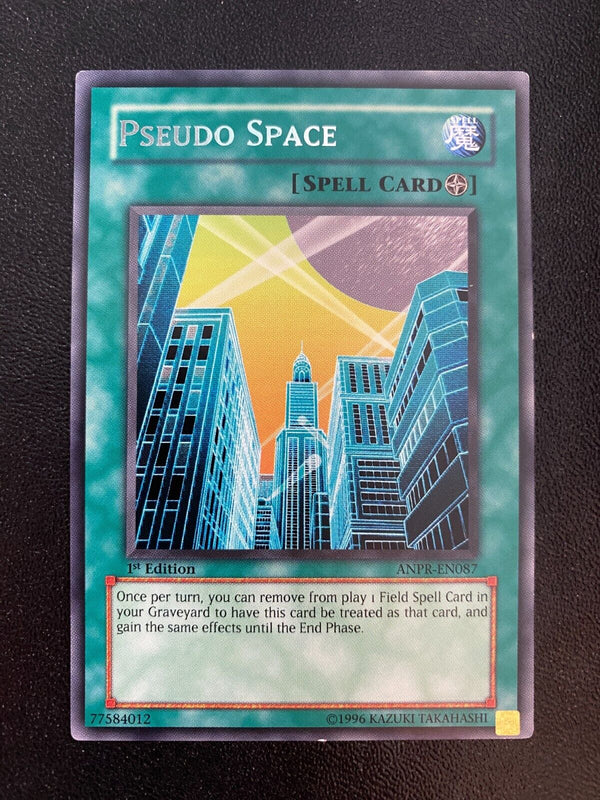 PSEUDO SPACE
SPELL
魔
[SPELL CARD]
1st Edition
ANPR-EN087
Once per turn, you can remove from play 1 Field Spell Card in
your Graveyard to have this card be treated as that card, and
gain the same effects until the End Phase.
77584012
©1996 KAZUKI TAKAHASHI